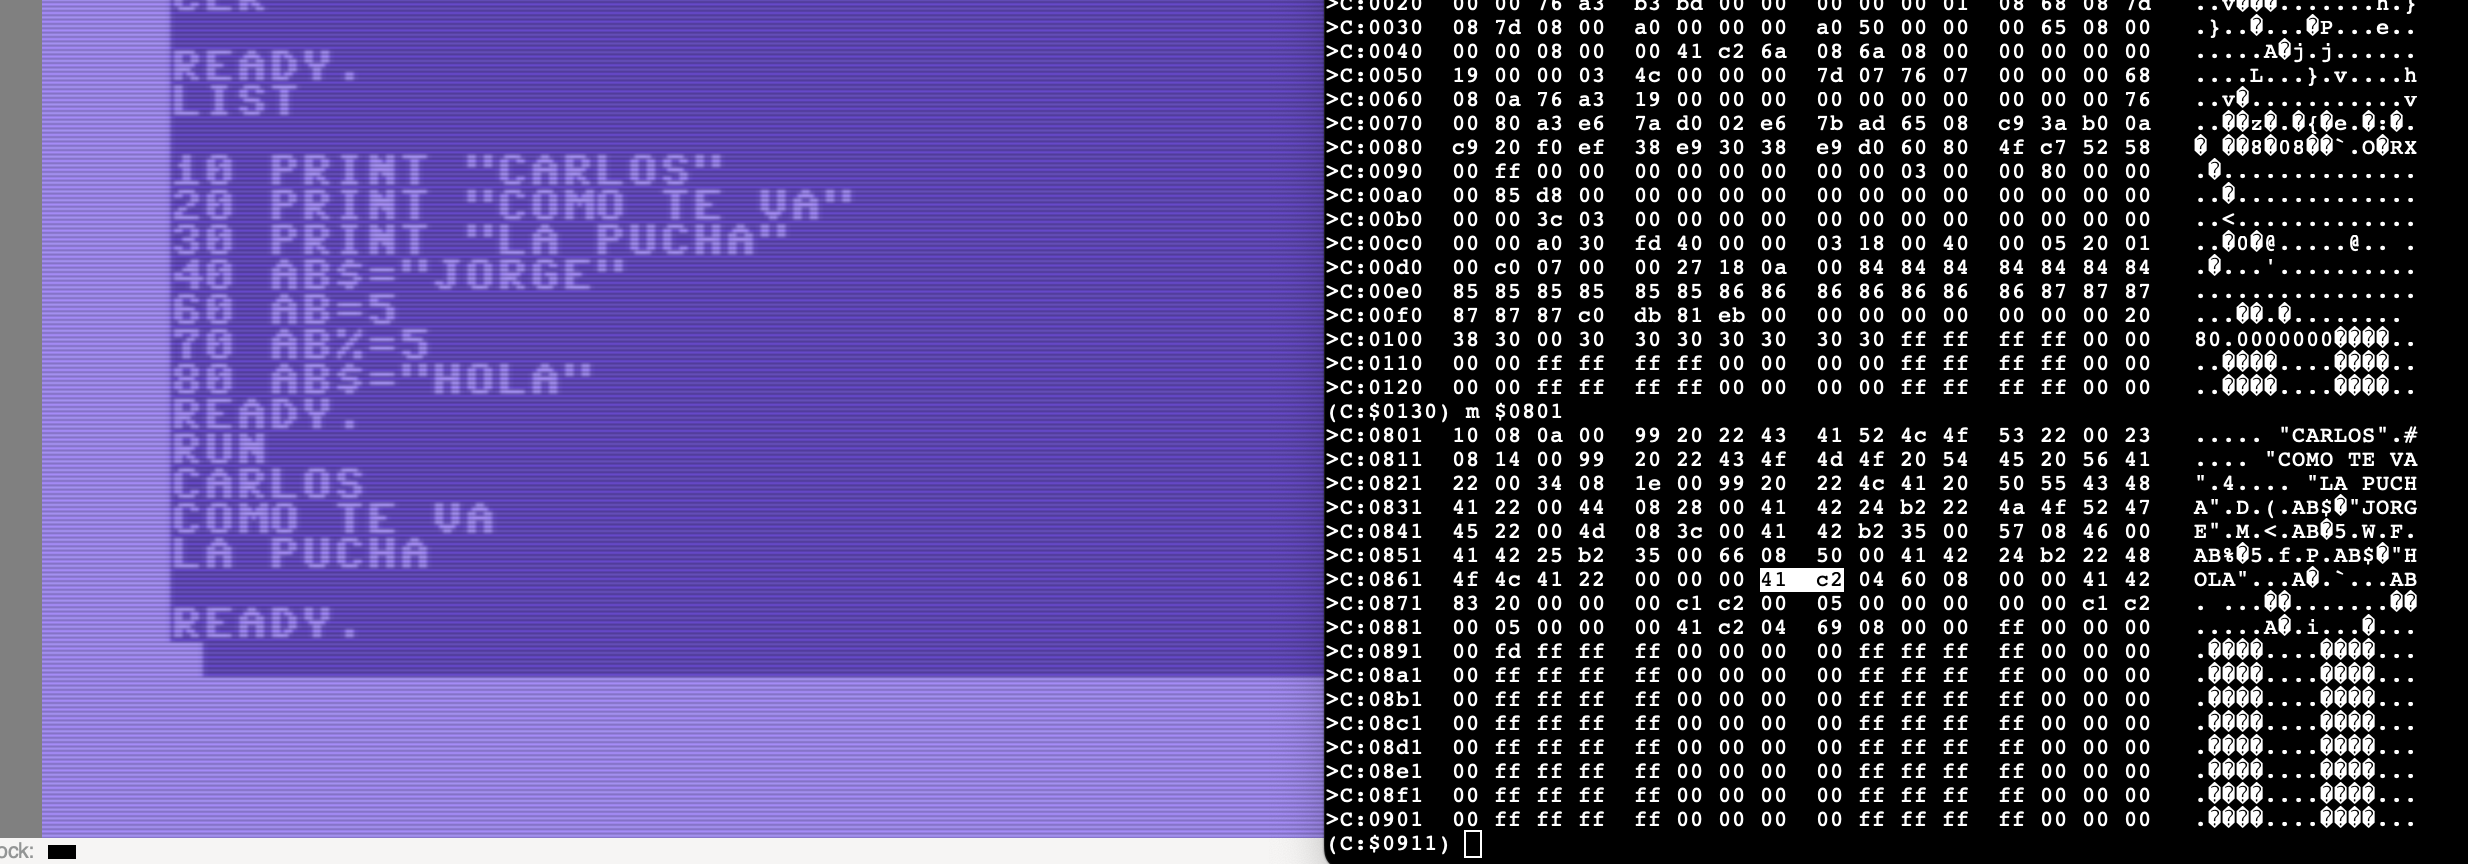 CLR
READY.
LIST
10 PRINT "CARLOS"
20 PRINT "COMO TE VA"
30 PRINT "LA PUCHA"
40 AB$="JORGE"
60 AB=5
70 AB%=5
80 AB$="HOLA"
READY.
RUN
CARLOS
COMO TE VA
LA PUCHA
READY.
ock:
>C:0020 00 00 76 a3 b3 bd 00 00 00 00 00 01 08 68 08 7d ..v���.......h.}
>C:0030 08 7d 08 00 a0 00 00 00 a0 50 00 00 00 65 08 00 .}..�...�P...e..
>C:0040 00 00 08 00 00 41 c2 6a 08 6a 08 00 00 00 00 00 .....A�j.j......
>C:0050 19 00 00 03 4c 00 00 00 7d 07 76 07 00 00 00 68 ....L...}.v....h
>C:0060 08 0a 76 a3 19 00 00 00 00 00 00 00 00 00 00 76 ..v�...........v
>C:0070 00 80 a3 e6 7a d0 02 e6 7b ad 65 08 c9 3a b0 0a ..��z�.�{�e.�:�.
>C:0080 c9 20 f0 ef 38 e9 30 38 e9 d0 60 80 4f c7 52 58 � ��8�08��`.O�RX
>C:0090 00 ff 00 00 00 00 00 00 00 00 03 00 00 80 00 00 .�..............
>C:00a0 00 85 d8 00 00 00 00 00 00 00 00 00 00 00 00 00 ..�.............
>C:00b0 00 00 3c 03 00 00 00 00 00 00 00 00 00 00 00 00 ..<.............
>C:00c0 00 00 a0 30 fd 40 00 00 03 18 00 40 00 05 20 01 ..�0�@.....@.. .
>C:00d0 00 c0 07 00 00 27 18 0a 00 84 84 84 84 84 84 84 .�...'..........
>C:00e0 85 85 85 85 85 85 86 86 86 86 86 86 86 87 87 87 ................
>C:00f0 87 87 87 c0 db 81 eb 00 00 00 00 00 00 00 00 20 ...��.�........
>C:0100 38 30 00 30 30 30 30 30 30 30 ff ff ff ff 00 00 80.0000000����..
>C:0110 00 00 ff ff ff ff 00 00 00 00 ff ff ff ff 00 00 ..����....����..
>C:0120 00 00 ff ff ff ff 00 00 00 00 ff ff ff ff 00 00 ..����....����..
(C:$0130) m $0801
>C:0801 10 08 0a 00 99 20 22 43 41 52 4c 4f 53 22 00 23 ..... "CARLOS".#
>C:0811 08 14 00 99 20 22 43 4f 4d 4f 20 54 45 20 56 41 .... "COMO TE VA
>C:0821 22 00 34 08 1e 00 99 20 22 4c 41 20 50 55 43 48 ".4.... "LA PUCH
>C:0831 41 22 00 44 08 28 00 41 42 24 b2 22 4a 4f 52 47 A".D.(.AB$�"JORG
>C:0841 45 22 00 4d 08 3c 00 41 42 b2 35 00 57 08 46 00 E".M.<.AB�5.W.F.
>C:0851 41 42 25 b2 35 00 66 08 50 00 41 42 24 b2 22 48 AB%�5.f.P.AB$�"H
>C:0861 4f 4c 41 22 00 00 00 41 c2 04 60 08 00 00 41 42 OLA"...A�.`...AB
>C:0871 83 20 00 00 00 c1 c2 00 05 00 00 00 00 00 c1 c2 . ...��.......��
>C:0881 00 05 00 00 00 41 c2 04 69 08 00 00 ff 00 00 00 .....A�.i...�...
>C:0891 00 fd ff ff ff 00 00 00 00 ff ff ff ff 00 00 00 .����....����...
>C:08a1 00 ff ff ff ff 00 00 00 00 ff ff ff ff 00 00 00 .����....����...
>C:08b1 00 ff ff ff ff 00 00 00 00 ff ff ff ff 00 00 00 .����....����...
>C:08c1 00 ff ff ff ff 00 00 00 00 ff ff ff ff 00 00 00 .����....����...
>C:08d1 00 ff ff ff ff 00 00 00 00 ff ff ff ff 00 00 00 .����....����...
>C:08e1 00 ff ff ff ff 00 00 00 00 ff ff ff ff 00 00 00 .����....����...
>C:08f1 00 ff ff ff ff 00 00 00 00 ff ff ff ff 00 00 00 .����....����...
>C:0901 00 ff ff ff ff 00 00 00 00 ff ff ff ff 00 00 00 .����....����...
(C:$0911)